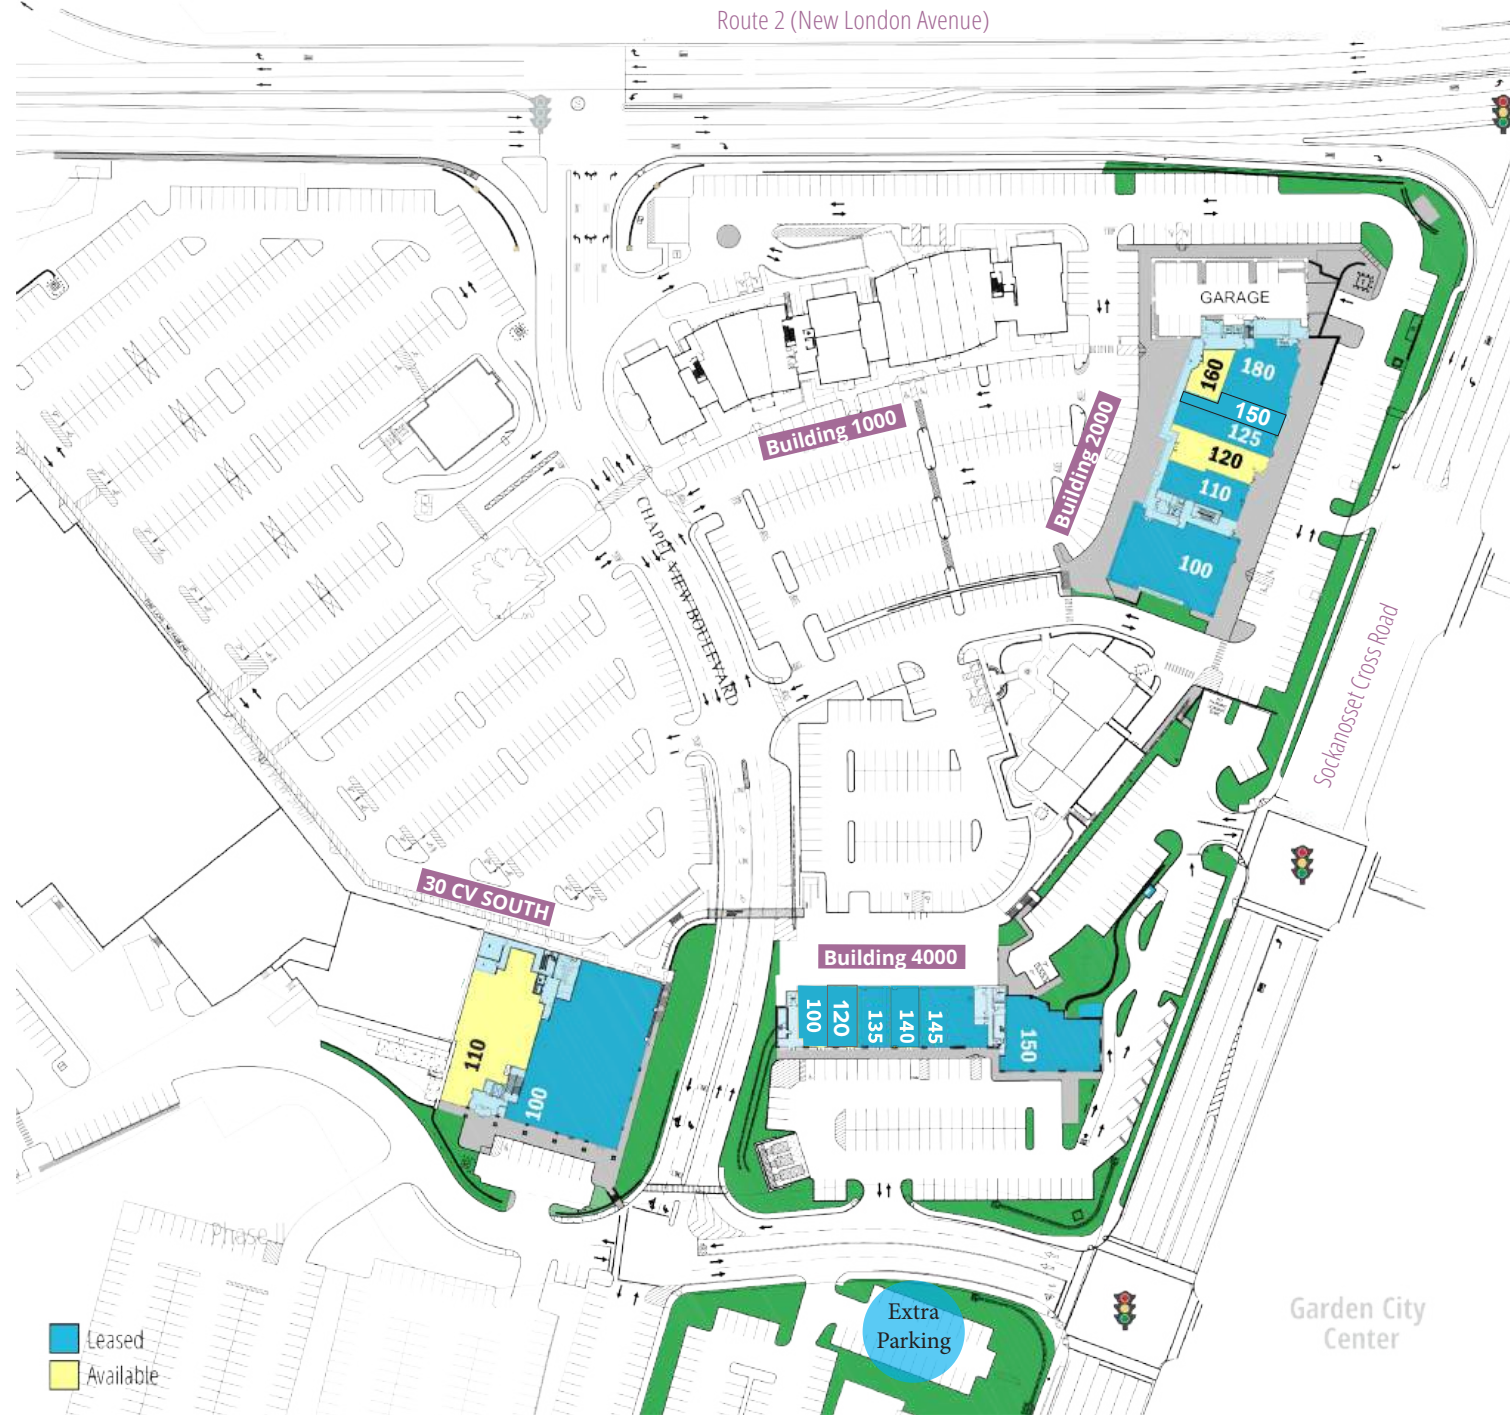 Route 2 (New London Avenue)
GARAGE
160
180
150
125
120
110
100
Building 1000
Building 2000
CHAPEL VIEW BOULEVARD
Sockanosset Cross Road
30 CV SOUTH
110
100
Building 4000
100
120
135
140
145
150
Phase II
Extra
Parking
Garden City
Center
Leased
Available